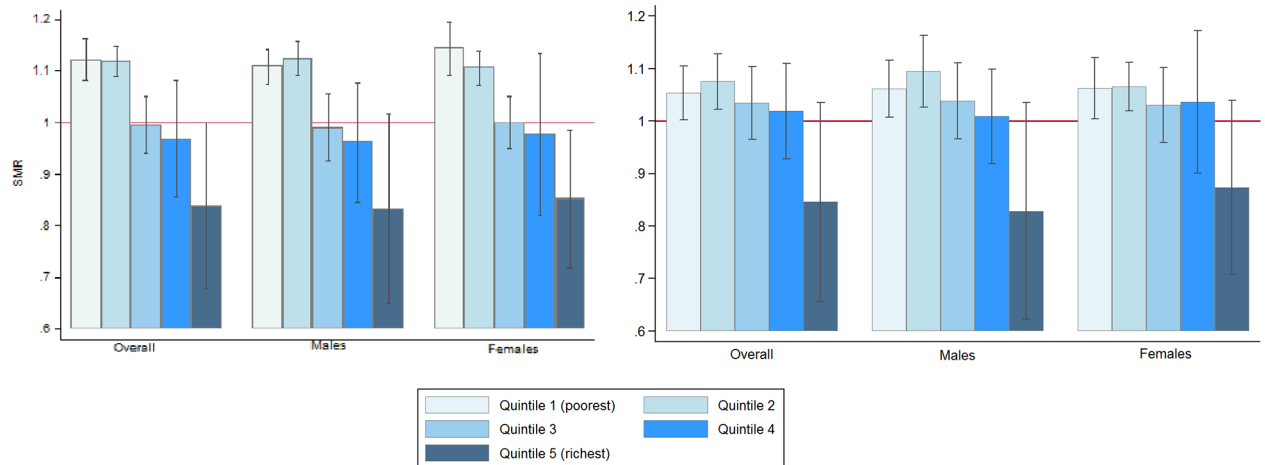 1.2
1.1
1
.9
.8
.7
.6
SMR
Overall
Males
Females
1.2
1.1
1
.9
.8
.7
.6
Overall
Males
Females
Quintile 1 (poorest)
Quintile 2
Quintile 3
Quintile 4
Quintile 5 (richest)